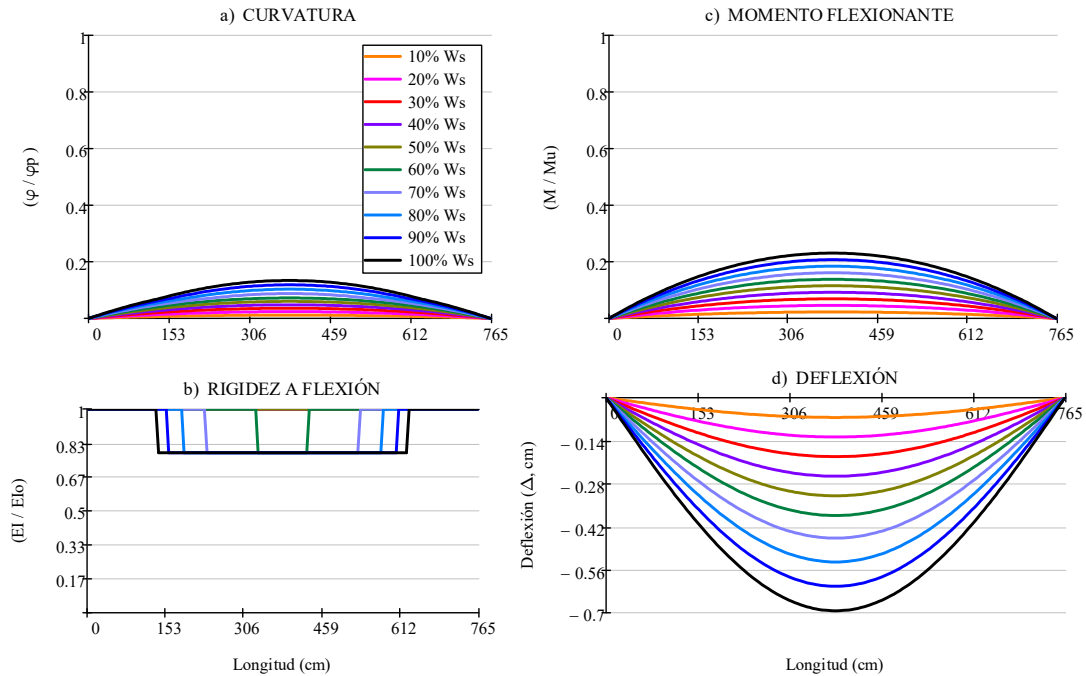 a) CURVATURA
1
0.8
0.6
0.4
0.2
(φ / φp)
0 153 306 459 612 765
10% Ws
20% Ws
30% Ws
40% Ws
50% Ws
60% Ws
70% Ws
80% Ws
90% Ws
100% Ws
c) MOMENTO FLEXIONANTE
1
0.8
0.6
0.4
0.2
(M / Mu)
0 153 306 459 612 765
b) RIGIDEZ A FLEXIÓN
1
0.83
0.67
0.5
0.33
0.17
(EI / EIo)
0 153 306 459 612 765
Longitud (cm)
d) DEFLEXIÓN
0 153 306 459 612 765
− 0.14
− 0.28
− 0.42
− 0.56
− 0.7
Deflexión (Δ, cm)
Longitud (cm)